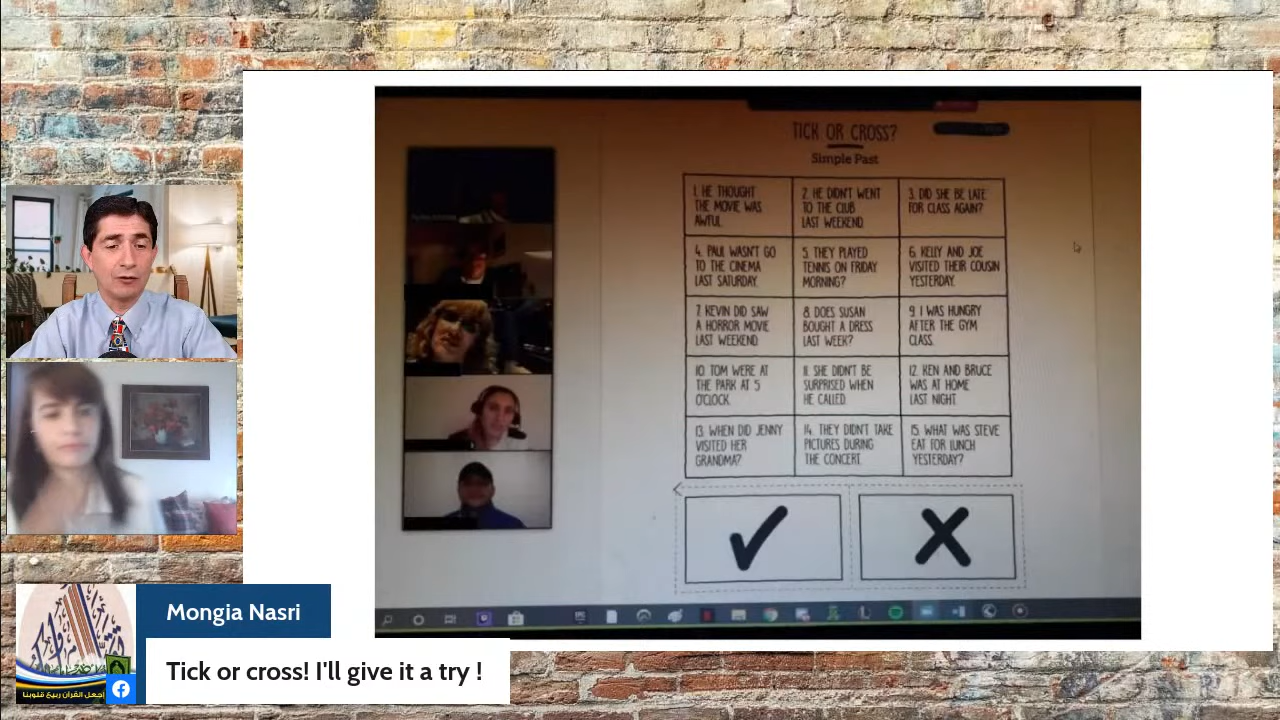 TICK OR CROSS?
Simple Past
1. HE THOUGHT
THE MOVIE WAS
AWFUL.
2. HE DIDN'T WENT
TO THE CLUB
LAST WEEKEND.
3. DID SHE BE LATE
FOR CLASS AGAIN?
4. PAUL WASN'T GO
TO THE CINEMA
LAST SATURDAY.
5. THEY PLAYED
TENNIS ON FRIDAY
MORNING?
6. KELLY AND JOE
VISITED THEIR COUSIN
YESTERDAY.
7. KEVIN DID SAW
A HORROR MOVIE
LAST WEEKEND.
8. DOES SUSAN
BOUGHT A DRESS
LAST WEEK?
9. I WAS HUNGRY
AFTER THE GYM
CLASS.
10. TOM WERE AT
THE PARK AT 5
O'CLOCK.
11. SHE DIDN'T BE
SURPRISED WHEN
HE CALLED.
12. KEN AND BRUCE
WAS AT HOME
LAST NIGHT.
13. WHEN DID JENNY
VISITED HER
GRANDMA?
14. THEY DIDN'T TAKE
PICTURES DURING
THE CONCERT.
15. WHAT WAS STEVE
EAT FOR LUNCH
YESTERDAY?
Mongia Nasri
Tick or cross! I'll give it a try !
اجعل القرآن ربيع قلوبنا